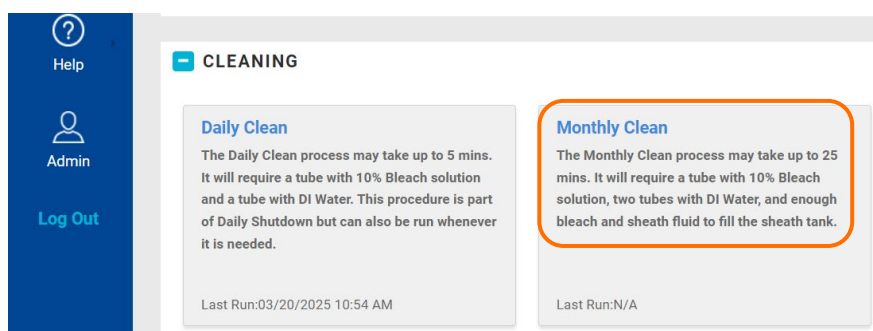 Help
Admin
Log Out
CLEANING
Daily Clean
The Daily Clean process may take up to 5 mins.
It will require a tube with 10% Bleach solution
and a tube with DI Water. This procedure is part
of Daily Shutdown but can also be run whenever
it is needed.
Last Run:03/20/2025 10:54 AM
Monthly Clean
The Monthly Clean process may take up to 25
mins. It will require a tube with 10% Bleach
solution, two tubes with DI Water, and enough
bleach and sheath fluid to fill the sheath tank.
Last Run:N/A